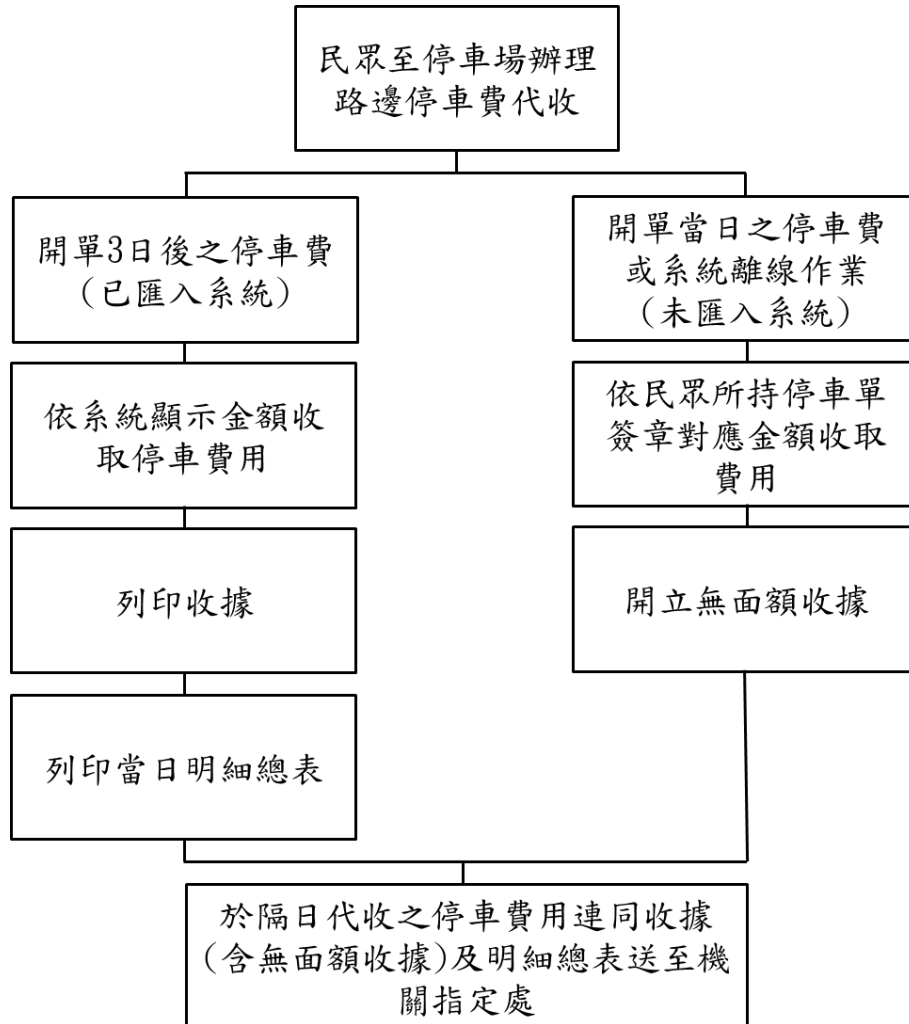 民眾至停車場辦理
路邊停車費代收
開單3日後之停車費
(已匯入系統)
依系統顯示金額收
取停車費用
列印收據
列印當日明細總表
開單當日之停車費
或系統離線作業
(未匯入系統)
依民眾所持停車單
簽章對應金額收取
費用
開立無面額收據
於隔日代收之停車費用連同收據
(含無面額收據)及明細總表送至機
關指定處